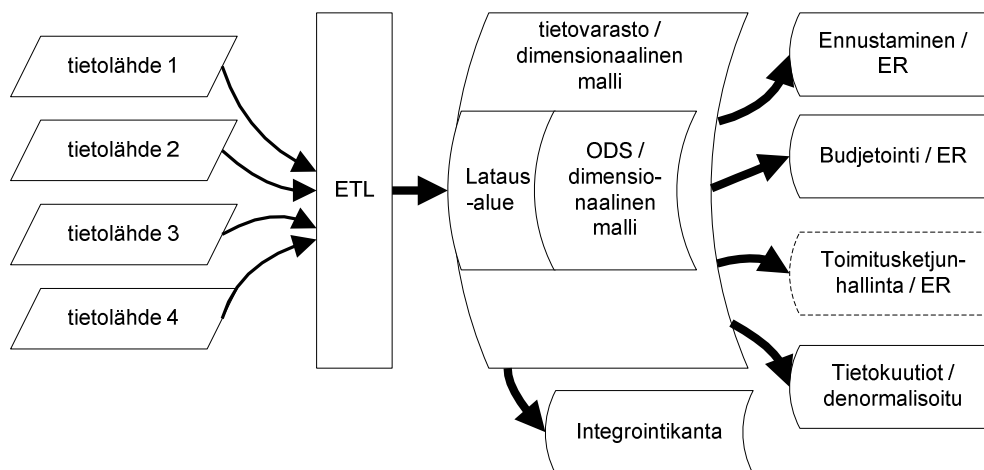 tietolähde 1
tietolähde 2
tietolähde 3
tietolähde 4
ETL
tietovarasto /
dimensionaalinen
malli
Lataus
-alue
ODS /
dimensio-
naalinen
malli
Ennustaminen /
ER
Budjetointi / ER
Toimitusketjun-
hallinta / ER
Tietokuutiot /
denormalisoitu
Integrointikanta